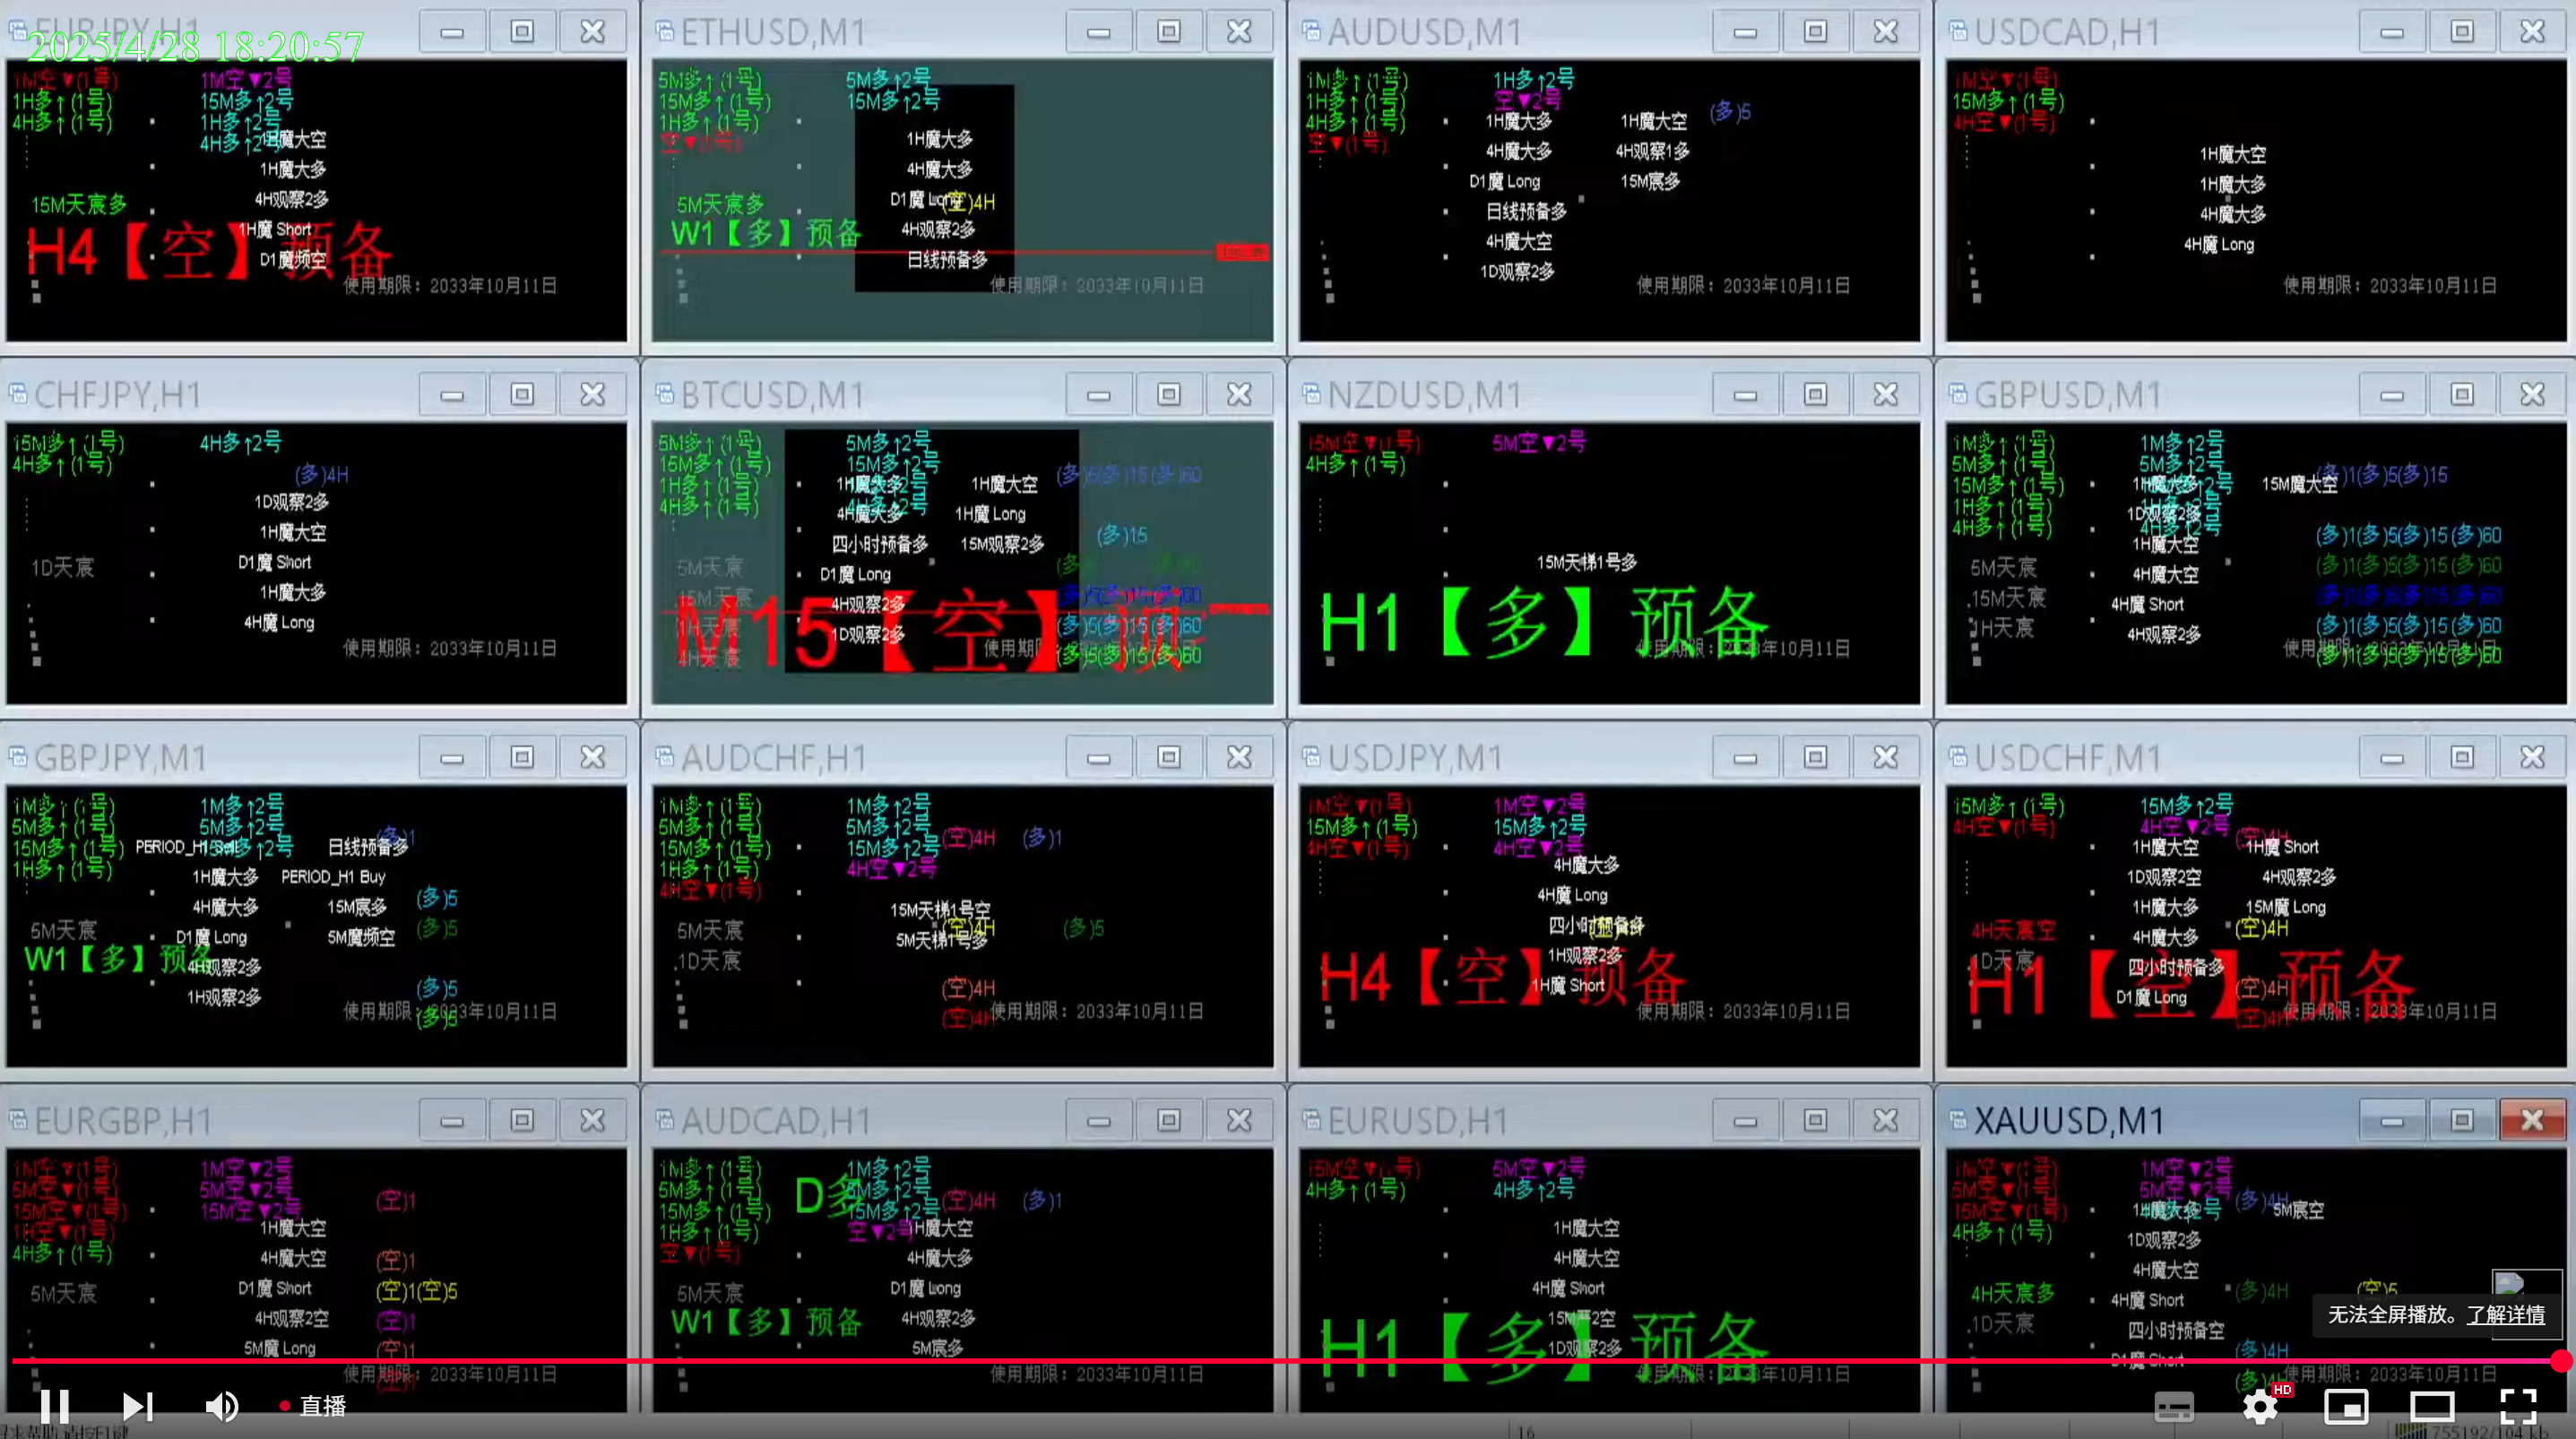 EURJPY,H1
2025/4/28 18:20:57
1M空▼(1号) 1M空▼2号
1H多↑(1号) 15M多↑2号
4H多↑(1号) 1H多↑2号
4H多↑2号
1H魔大空
1H魔大多
4H观察2多
15M天宸多
1H魔 Short
H4【空】预备
D1魔频空
使用期限：2033年10月11日
ETHUSD,M1
5M多↑(1号) 5M多↑2号
15M多↑(1号) 15M多↑2号
1H多↑(1号)
空▼(1号)
1H魔大多
4H魔大多
D1魔 Long
(空)4H
5M天宸多
4H观察2多
W1【多】预备
日线预备多
使用期限：2033年10月11日
AUDUSD,M1
1M多↑(1号) 1H多↑2号
1H多↑(1号) 空▼2号
4H多↑(1号)
空▼(1号)
(多)5
1H魔大多 1H魔大空
4H魔大多 4H观察1多
D1魔 Long 15M宸多
日线预备多
4H魔大空
1D观察2多
使用期限：2033年10月11日
USDCAD,H1
1M空▼(1号)
15M多↑(1号)
4H空▼(1号)
1H魔大空
1H魔大多
4H魔大多
4H魔 Long
使用期限：2033年10月11日
CHFJPY,H1
15M多↑(1号) 4H多↑2号
4H多↑(1号)
(多)4H
1D观察2多
1H魔大空
D1魔 Short
1D天宸
1H魔大多
4H魔 Long
使用期限：2033年10月11日
BTCUSD,M1
5M多↑(1号) 5M多↑2号
15M多↑(1号) 15M多↑2号
1H多↑(1号)
4H多↑(1号)
(多)5(多)15(多)60
1H魔大多 1H魔大空
4H魔大多 1H魔 Long
(多)15
四小时预备多 15M观察2多
5M天宸
D1魔 Long
15M天宸
4H观察2多
M15【空】预
1H天宸
1D观察2多
(多)5(多)15(多)60
4H天宸
(多)5(多)15(多)60
NZDUSD,M1
15M空▼(1号) 5M空▼2号
4H多↑(1号)
15M天梯1号多
H1【多】预备
使用期限：2033年10月11日
GBPUSD,M1
1M多↑(1号) 1M多↑2号
5M多↑(1号) 5M多↑2号
15M多↑(1号)
1H多↑(1号)
4H多↑(1号)
(多)1(多)5(多)15
1H魔大多 15M魔大空
1D观察2多
1H魔大空
(多)1(多)5(多)15(多)60
5M天宸
(多)1(多)5(多)15(多)60
4H魔大空
15M天宸
(多)1(多)5(多)15(多)60
4H魔 Short
1H天宸
(多)1(多)5(多)15(多)60
4H观察2多
(多)1(多)5(多)15(多)60
GBPJPY,M1
1M多↑(1号) 1M多↑2号
5M多↑(1号) 5M多↑2号
15M多↑(1号) 15M多↑2号
1H多↑(1号)
(多)1
日线预备多
1H魔大多 PERIOD_H1 Buy
4H魔大多 15M宸多
(多)5
5M天宸
(多)5
D1魔 Long 5M魔频空
W1【多】预备
4H观察2多
1H观察2多
(多)5
(多)5
AUDCHF,H1
1M多↑(1号) 1M多↑2号
5M多↑(1号) 5M多↑2号
15M多↑(1号) 15M多↑2号
1H多↑(1号) 4H空▼2号
4H空▼(1号)
(空)4H (多)1
15M天梯1号空
5M天宸
(空)4H (多)5
5M天梯1号多
1D天宸
(空)4H
(空)4H
使用期限：2033年10月11日
USDJPY,M1
1M空▼(1号) 1M空▼2号
15M多↑(1号) 15M多↑2号
4H空▼(1号) 4H空▼2号
4H魔大多
4H魔 Long
四小时预备多
1H观察2多
H4【空】预备
1H魔 Short
使用期限：2033年10月11日
USDCHF,M1
15M多↑(1号) 15M多↑2号
4H空▼(1号) 4H空▼2号
(空)4H
1H魔大空 1H魔 Short
1D观察2空 4H观察2多
1H魔大多 15M魔 Long
4H天宸空
(空)4H
4H魔大多
1D天宸
四小时预备多
H1【空】预备
D1魔 Long
(空)4H
(空)4H
EURGBP,H1
1M空▼(1号) 1M空▼2号
5M空▼(1号) 5M空▼2号
15M空▼(1号) 15M空▼2号
1H空▼(1号)
4H多↑(1号)
(空)1
1H魔大空
4H魔大空
(空)1
D1魔 Short
5M天宸
(空)1(空)5
4H观察2空
(空)1
5M魔 Long
(空)1
使用期限：2033年10月11日
AUDCAD,H1
1M多↑(1号) 1M多↑2号
5M多↑(1号) 5M多↑2号
15M多↑(1号) 15M多↑2号
1H多↑(1号) 空▼2号
空▼(1号)
D多
(空)4H (多)1
1H魔大空
4H魔大多
D1魔 Long
5M天宸
4H观察2多
W1【多】预备
5M宸多
使用期限：2033年10月11日
EURUSD,H1
15M空▼(1号) 5M空▼2号
4H多↑(1号) 4H多↑2号
1H魔大空
4H魔大空
4H魔 Short
H1【多】预备
1D观察2多
使用期限：2033年10月11日
XAUUSD,M1
1M空▼(1号) 1M空▼2号
5M空▼(1号) 5M空▼2号
15M空▼(1号)
4H多↑(1号)
(多)4H
1H魔大多 5M宸空
1D观察2多
4H魔大空
4H天宸多
(多)4H (空)5
4H魔 Short
1D天宸
四小时预备空
(多)4H
D1魔 Short
使用期限：2033年10月11日
无法全屏播放。了解详情
直播
HD
16
755192/104 kb